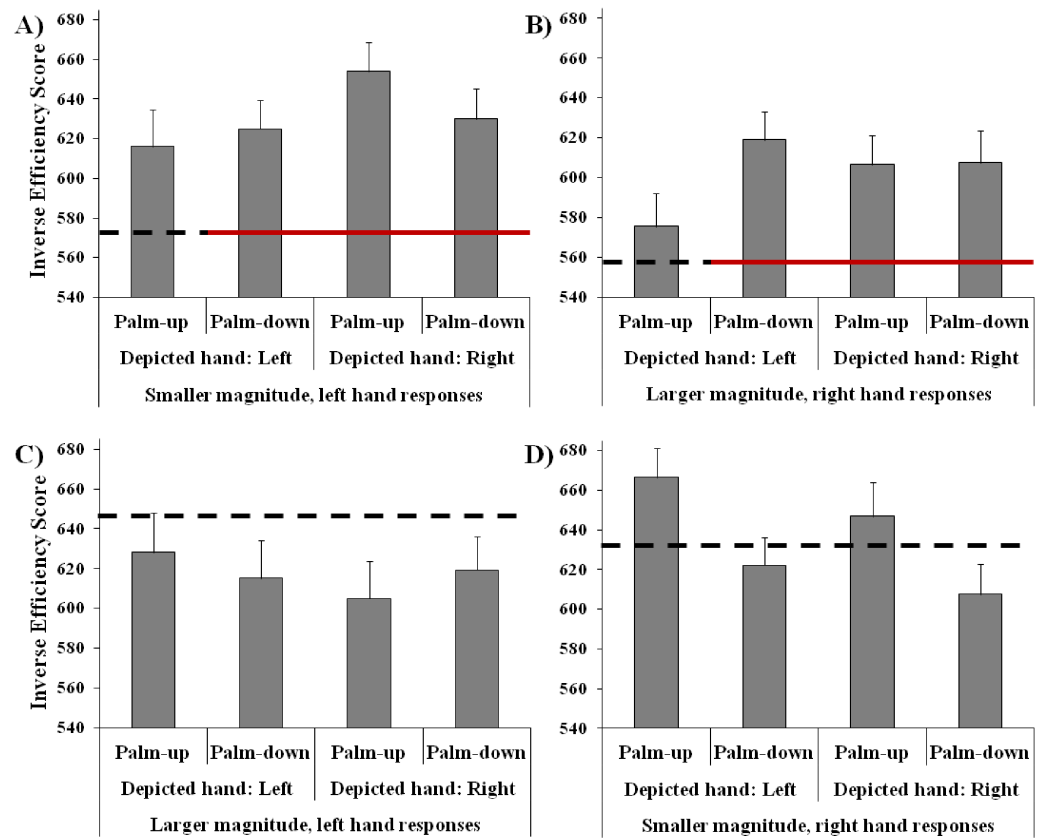 A)
Inverse Efficiency Score
680
660
640
620
600
580
560
540
Palm-up Palm-down Palm-up Palm-down
Depicted hand: Left Depicted hand: Right
Smaller magnitude, left hand responses
B)
680
660
640
620
600
580
560
540
Palm-up Palm-down Palm-up Palm-down
Depicted hand: Left Depicted hand: Right
Larger magnitude, right hand responses
C)
Inverse Efficiency Score
680
660
640
620
600
580
560
540
Palm-up Palm-down Palm-up Palm-down
Depicted hand: Left Depicted hand: Right
Larger magnitude, left hand responses
D)
680
660
640
620
600
580
560
540
Palm-up Palm-down Palm-up Palm-down
Depicted hand: Left Depicted hand: Right
Smaller magnitude, right hand responses